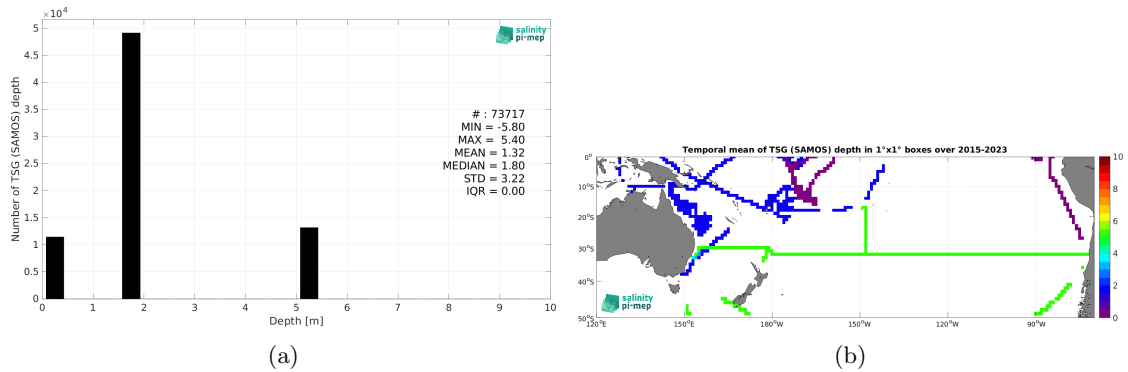 ×10⁴
5
4.5
4
3.5
3
2.5
2
1.5
1
0.5
0
Number of TSG (SAMOS) depth
salinity
pi-mep
# : 73717
MIN = -5.80
MAX = 5.40
MEAN = 1.32
MEDIAN = 1.80
STD = 3.22
IQR = 0.00
0 1 2 3 4 5 6 7 8 9 10
Depth [m]
(a)
Temporal mean of TSG (SAMOS) depth in 1°x1° boxes over 2015-2023
0°
10°S
20°S
30°S
40°S
50°S
salinity
pi-mep
120°E 150°E 180°W 150°W 120°W 90°W
10
8
6
4
2
0
(b)